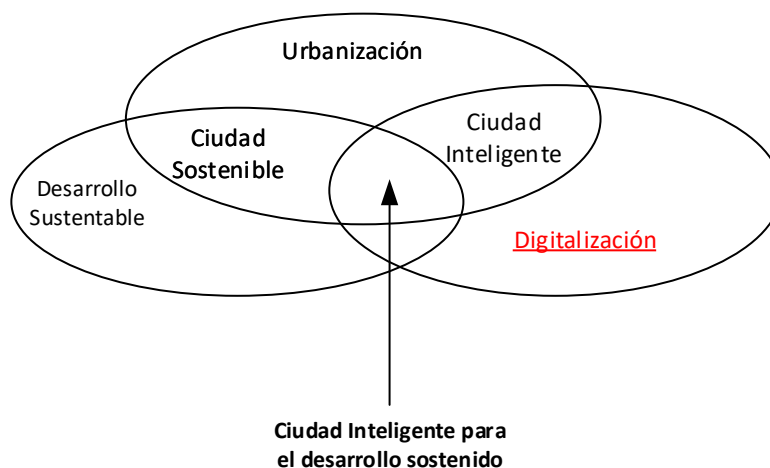 Urbanización
Ciudad
Sostenible
Ciudad
Inteligente
Desarrollo
Sustentable
Digitalización
Ciudad Inteligente para
el desarrollo sostenido